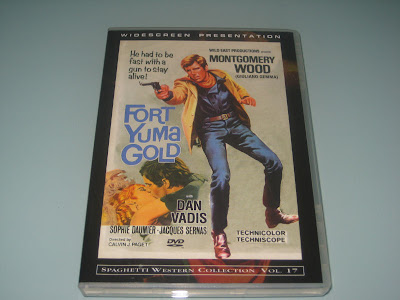 WIDESCREEN PRESENTATION
WILD EAST PRODUCTIONS presents
He had to be
fast with a
gun to stay
alive!
MONTGOMERY
WOOD
(GIULIANO GEMMA)
FORT
YUMA
GOLD
with
DAN
VADIS
SOPHIE DAUMIER - JACQUES SERNAS
Directed by
CALVIN J. PAGET
DVD
TECHNICOLOR
TECHNISCOPE
SPAGHETTI WESTERN COLLECTION VOL. 17